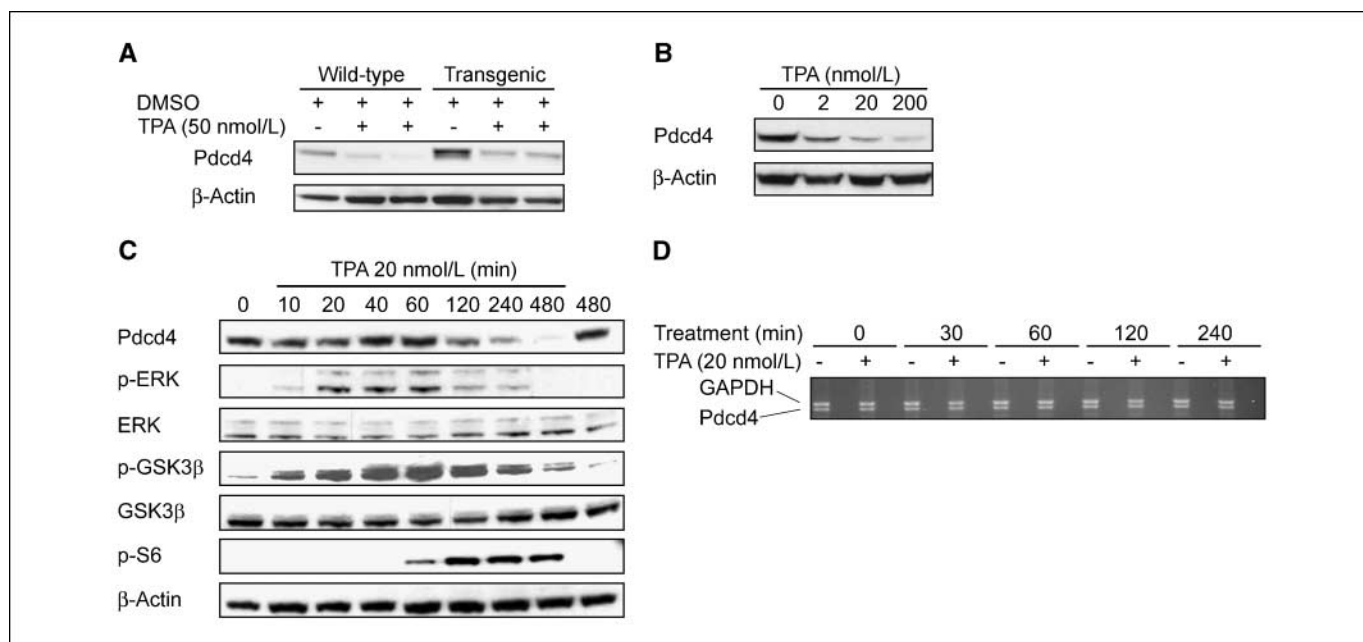 A
Wild-type Transgenic
DMSO + + + + + +
TPA (50 nmol/L) - + + - + +
Pdcd4
β-Actin
B
TPA (nmol/L)
0 2 20 200
Pdcd4
β-Actin
C
TPA 20 nmol/L (min)
0 10 20 40 60 120 240 480 480
Pdcd4
p-ERK
ERK
p-GSK3β
GSK3β
p-S6
β-Actin
D
Treatment (min) 0 30 60 120 240
TPA (20 nmol/L) - + - + - + - + - +
GAPDH
Pdcd4